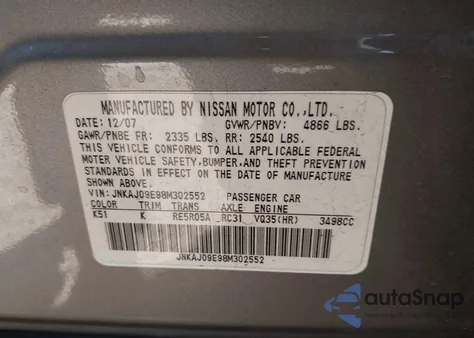 MANUFACTURED BY NISSAN MOTOR CO.,LTD.
DATE: 12/07 GVWR/PNBV: 4866 LBS.
GAWR/PNBE FR: 2335 LBS. RR: 2540 LBS.
THIS VEHICLE CONFORMS TO ALL APPLICABLE FEDERAL
MOTOR VEHICLE SAFETY,BUMPER,AND THEFT PREVENTION
STANDARDS IN EFFECT ON THE DATE OF MANUFACTURE
SHOWN ABOVE.
VIN: JNKAJ09E98M302552 PASSENGER CAR
COLOR TRIM TRANS AXLE ENGINE
K51 K RE5R05A RC31 VQ35(HR) 3498CC
JNKAJ09E98M302552
autoSnap